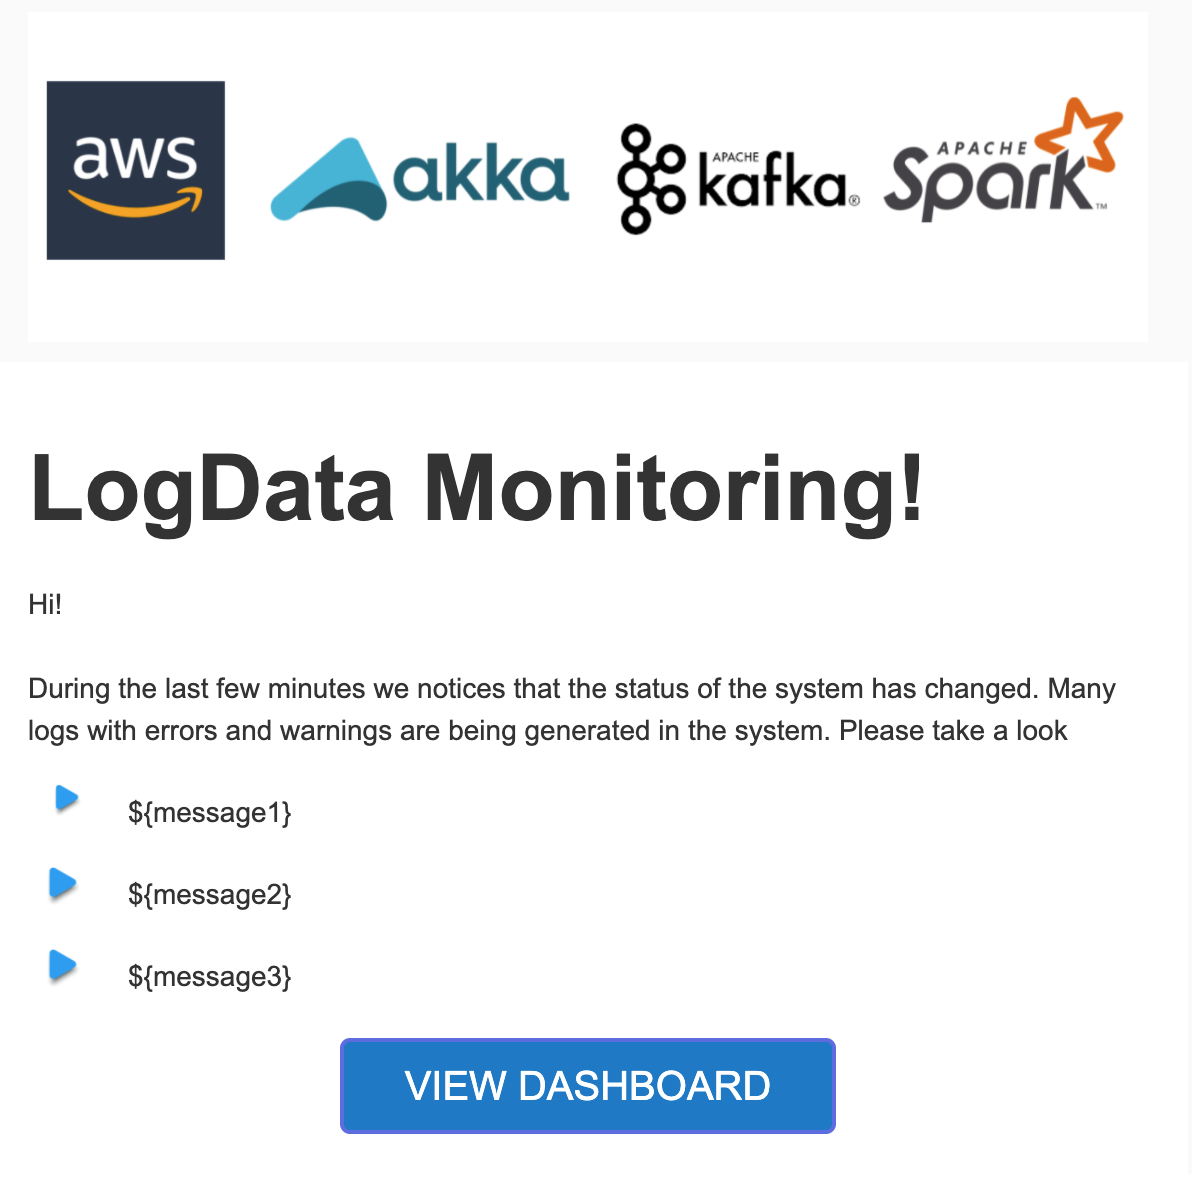 aws
akka
APACHE
kafka®
APACHE
Spark™
LogData Monitoring!
Hi!
During the last few minutes we notices that the status of the system has changed. Many
logs with errors and warnings are being generated in the system. Please take a look
${message1}
${message2}
${message3}
VIEW DASHBOARD